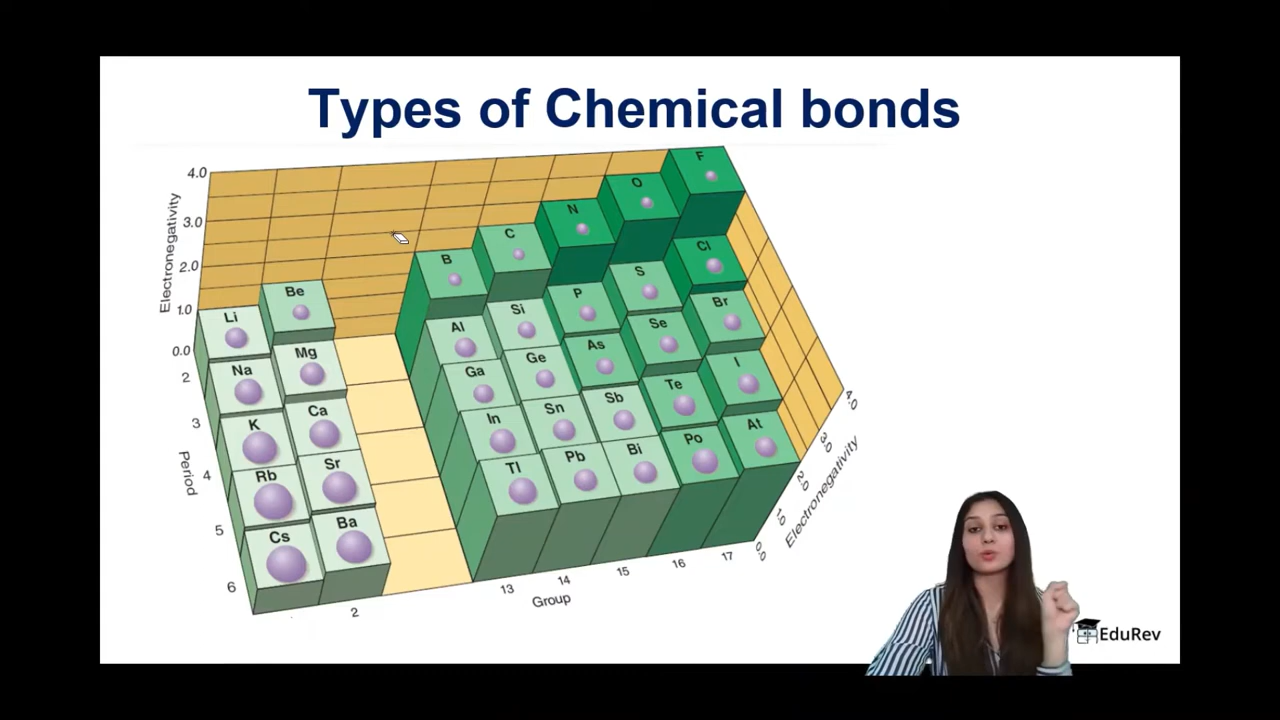 Types of Chemical bonds
4.0
3.0
2.0
1.0
0.0
Electronegativity
F
O
N
C
B
Be
Li
Cl
S
P
Si
Al
Mg
Na
Br
Se
As
Ge
Ga
Ca
K
I
Te
Sb
Sn
In
Sr
Rb
At
Po
Bi
Pb
Tl
Ba
Cs
2
3
4
5
6
Period
2
13
14
15
16
17
Group
0.0
1.0
2.0
3.0
4.0
Electronegativity
EduRev